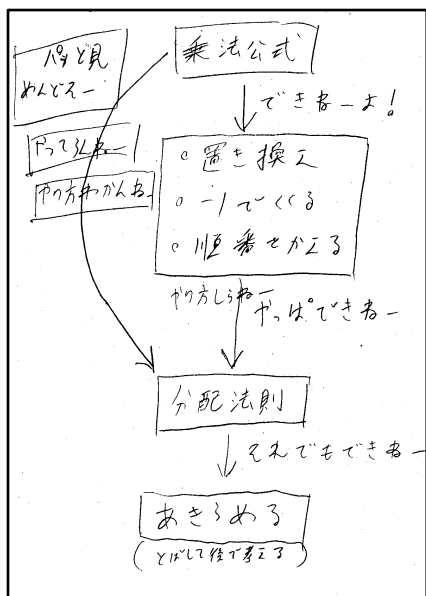 パッと見
めんどえー
乗法公式
できねーよ!
やってらんねー
やり方わかんねー
・置き換え
・-1でくくる
・順番をかえる
やり方しらねー
やっぱできねー
分配法則
それでもできねー
あきらめる
(とばして後で考える)